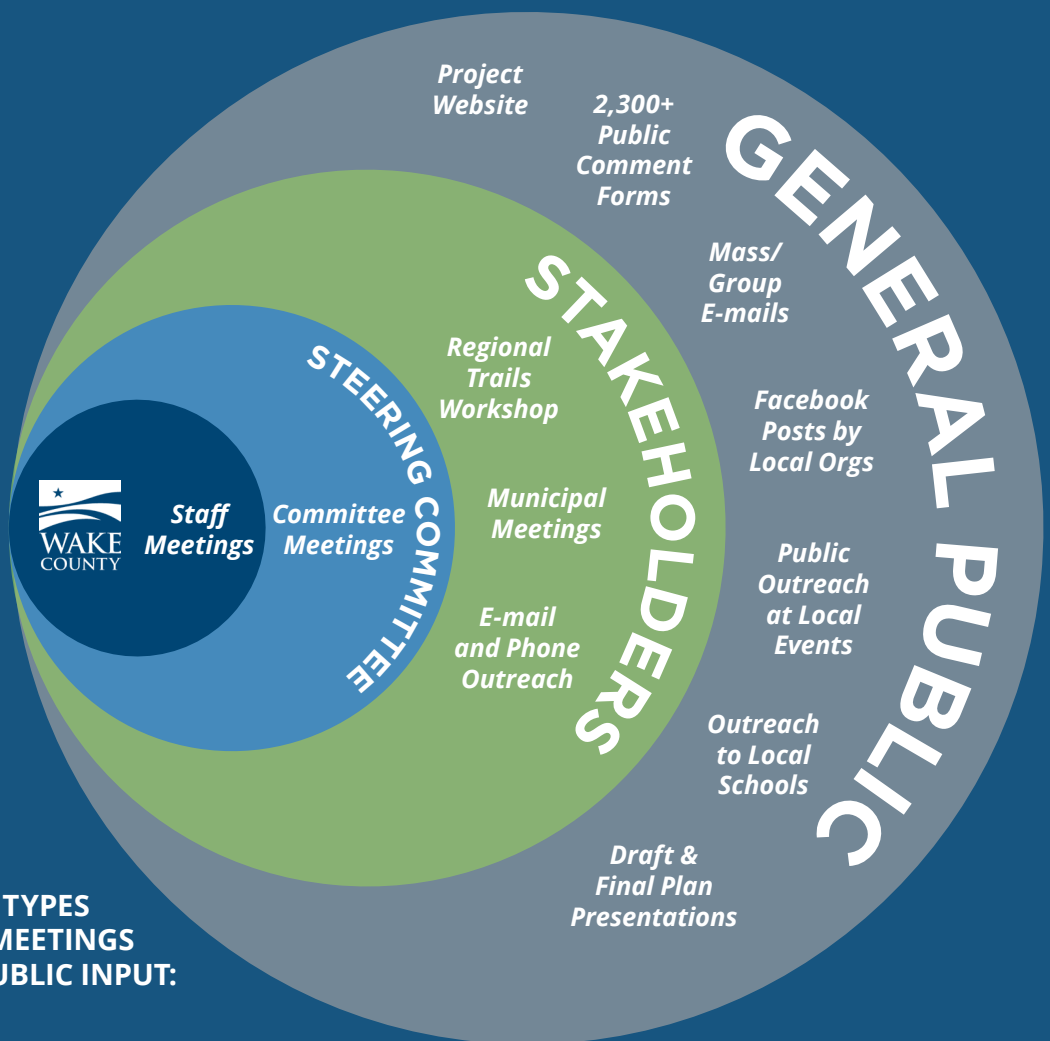 Project
Website
2,300+
Public
Comment
Forms
GENERAL PUBLIC
Mass/
Group
E-mails
Facebook
Posts by
Local Orgs
Public
Outreach
at Local
Events
Outreach
to Local
Schools
Draft &
Final Plan
Presentations
STAKEHOLDERS
Regional
Trails
Workshop
Municipal
Meetings
E-mail
and Phone
Outreach
STEERING COMMITTEE
Committee
Meetings
Staff
Meetings
WAKE
COUNTY
TYPES
MEETINGS
UBLIC INPUT: